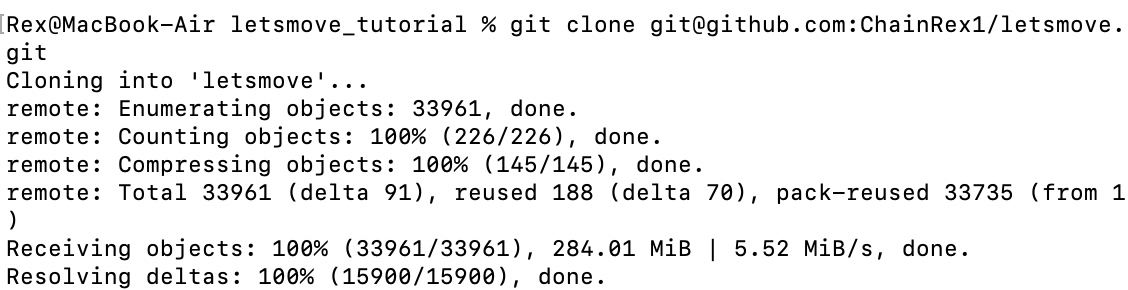 [Rex@MacBook-Air letsmove_tutorial % git clone git@github.com:ChainRex1/letsmove.
git
Cloning into 'letsmove'...
remote: Enumerating objects: 33961, done.
remote: Counting objects: 100% (226/226), done.
remote: Compressing objects: 100% (145/145), done.
remote: Total 33961 (delta 91), reused 188 (delta 70), pack-reused 33735 (from 1
)
Receiving objects: 100% (33961/33961), 284.01 MiB | 5.52 MiB/s, done.
Resolving deltas: 100% (15900/15900), done.